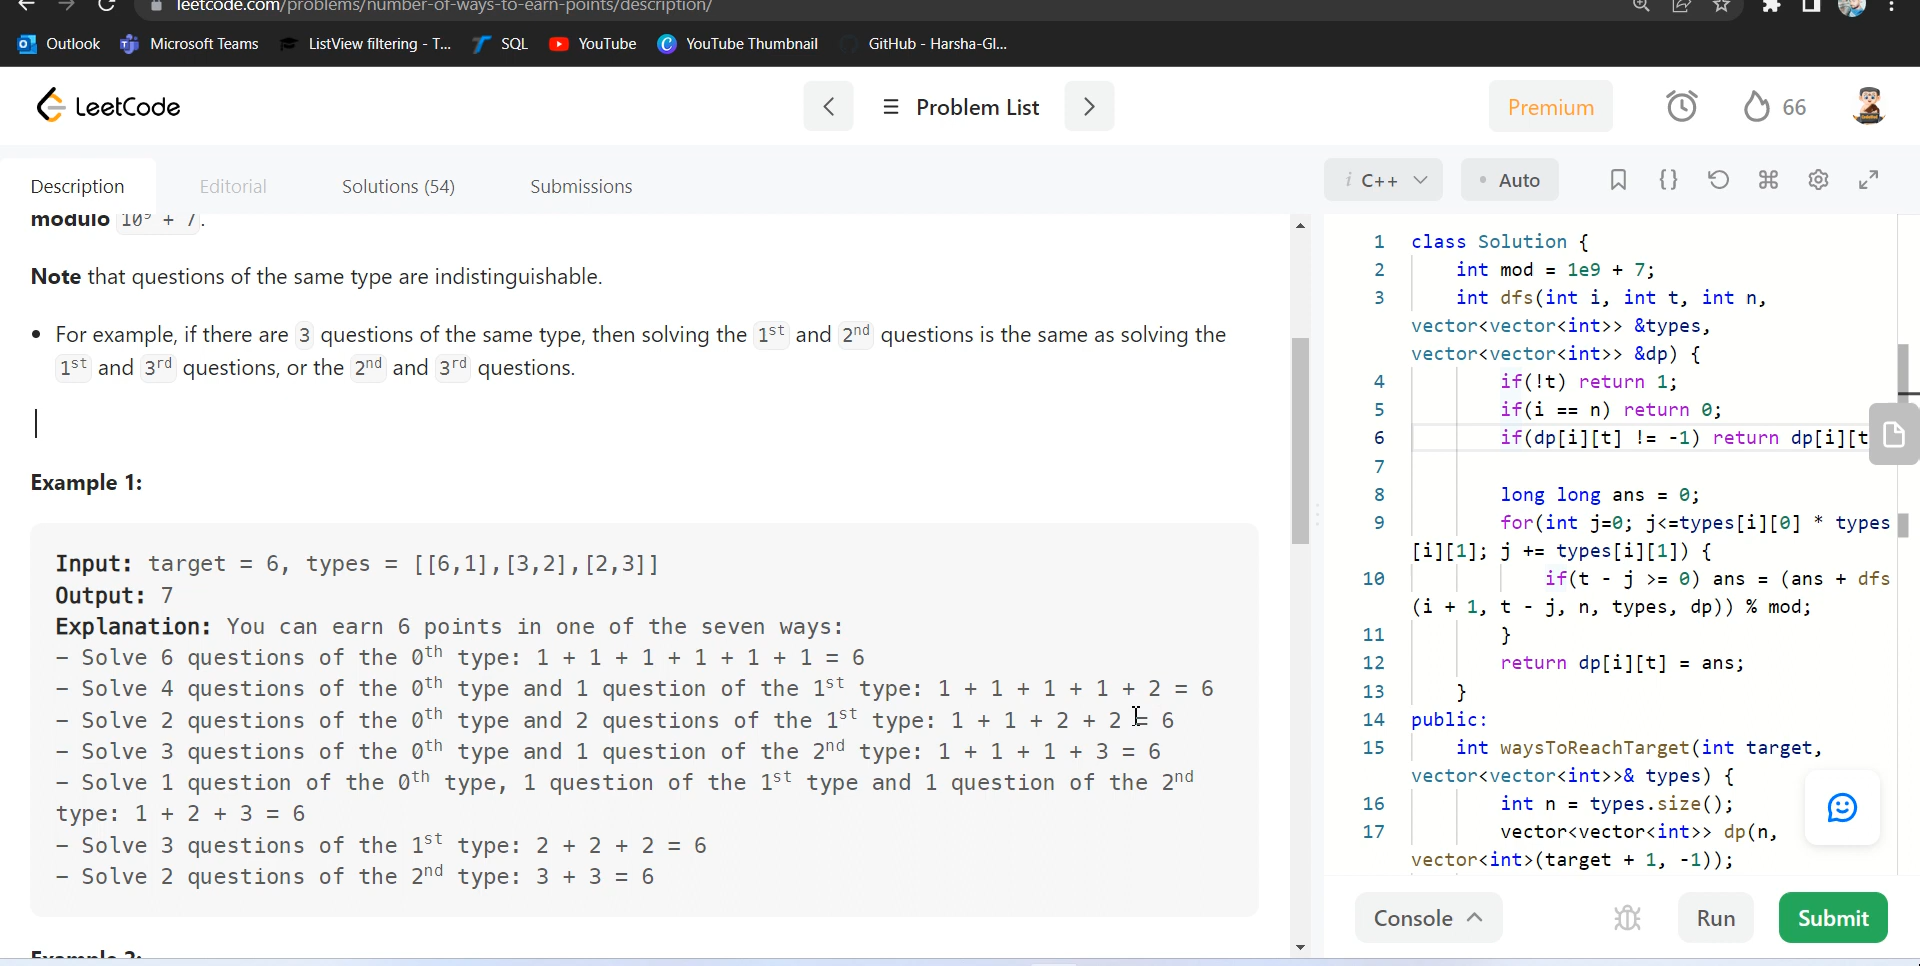 leetcode.com/problems/number-of-ways-to-earn-points/description/
Outlook Microsoft Teams ListView filtering - T... SQL YouTube YouTube Thumbnail GitHub - Harsha-Gl...
LeetCode Problem List Premium 66
Description Editorial Solutions (54) Submissions
i C++ Auto {}
modulo 10⁹ + 7.
Note that questions of the same type are indistinguishable.
• For example, if there are 3 questions of the same type, then solving the 1st and 2nd questions is the same as solving the
1st and 3rd questions, or the 2nd and 3rd questions.
Example 1:
Input: target = 6, types = [[6,1],[3,2],[2,3]]
Output: 7
Explanation: You can earn 6 points in one of the seven ways:
- Solve 6 questions of the 0th type: 1 + 1 + 1 + 1 + 1 + 1 = 6
- Solve 4 questions of the 0th type and 1 question of the 1st type: 1 + 1 + 1 + 1 + 2 = 6
- Solve 2 questions of the 0th type and 2 questions of the 1st type: 1 + 1 + 2 + 2 = 6
- Solve 3 questions of the 0th type and 1 question of the 2nd type: 1 + 1 + 1 + 3 = 6
- Solve 1 question of the 0th type, 1 question of the 1st type and 1 question of the 2nd
type: 1 + 2 + 3 = 6
- Solve 3 questions of the 1st type: 2 + 2 + 2 = 6
- Solve 2 questions of the 2nd type: 3 + 3 = 6
Example 2:
1 class Solution {
2 int mod = 1e9 + 7;
3 int dfs(int i, int t, int n,
vector<vector<int>> &types,
vector<vector<int>> &dp) {
4 if(!t) return 1;
5 if(i == n) return 0;
6 if(dp[i][t] != -1) return dp[i][t
7
8 long long ans = 0;
9 for(int j=0; j<=types[i][0] * types
[i][1]; j += types[i][1]) {
10 if(t - j >= 0) ans = (ans + dfs
(i + 1, t - j, n, types, dp)) % mod;
11 }
12 return dp[i][t] = ans;
13 }
14 public:
15 int waysToReachTarget(int target,
vector<vector<int>>& types) {
16 int n = types.size();
17 vector<vector<int>> dp(n,
vector<int>(target + 1, -1));
Console Run Submit